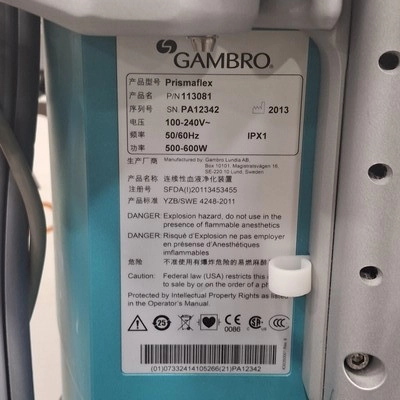 GAMBRO
产品型号 Prismaflex
产品名 P/N 113081
序列号 SN PA12342 2013
电压 100-240V~
频率 50/60Hz IPX1
功率 500-600W
生产厂商 Manufactured by: Gambro Lundia AB
Box 10101, Magistratsvägen 16
SE 220 10 Lund, Sweden
产品名称 连续性血液净化装置
注册号 SFDA(I)20113453455
产品标准 YZB/SWE 4248-2011
DANGER: Explosion hazard, do not use in the
presence of flammable anesthetics
DANGER: Risqué d'Explosion ne pas employer
en présense d'Anesthetiques
inflammables
危险 不准使用有爆炸危险的易燃麻
CAUTION: Federal law (USA) restricts this
to sale by or on the order of a
Protected by Intellectual Property Rights as listed
in the Operator's Manual.
25
0086
(01)07332414105266(21)PA12342